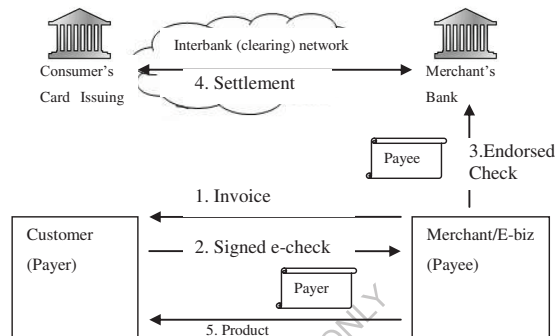 Interbank (clearing) network
Consumer's
Card Issuing
4. Settlement
Merchant's
Bank
Payee
3.Endorsed
Check
1. Invoice
Customer
(Payer)
2. Signed e-check
Merchant/E-biz
(Payee)
Payer
5. Product
ONLY